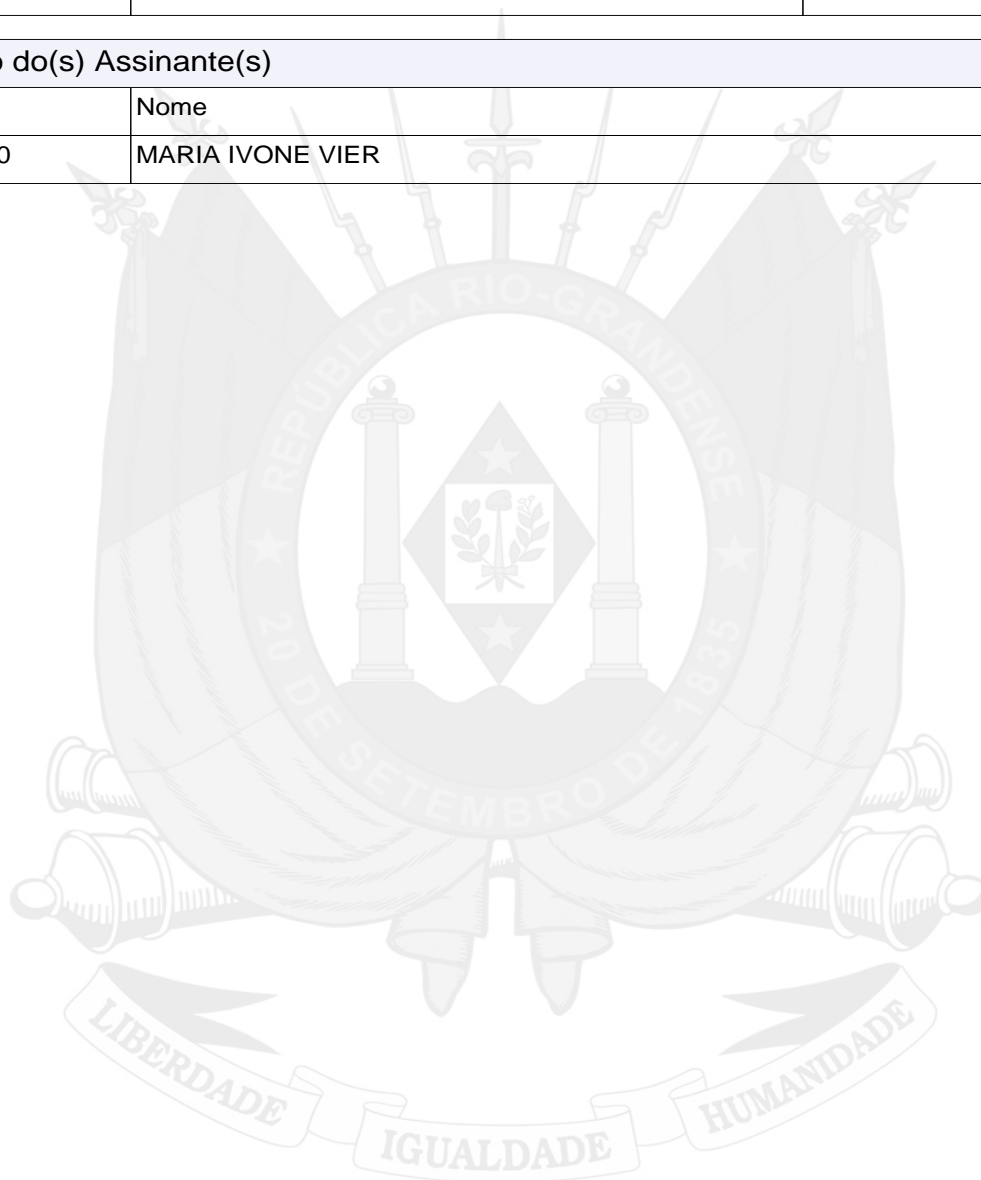 o do(s) Assinante(s)
Nome
0 MARIA IVONE VIER
REPÚBLICA RIO-GRANDENSE
★ 20 DE SETEMBRO DE 1835 ★
LIBERDADE
IGUALDADE
HUMANIDADE